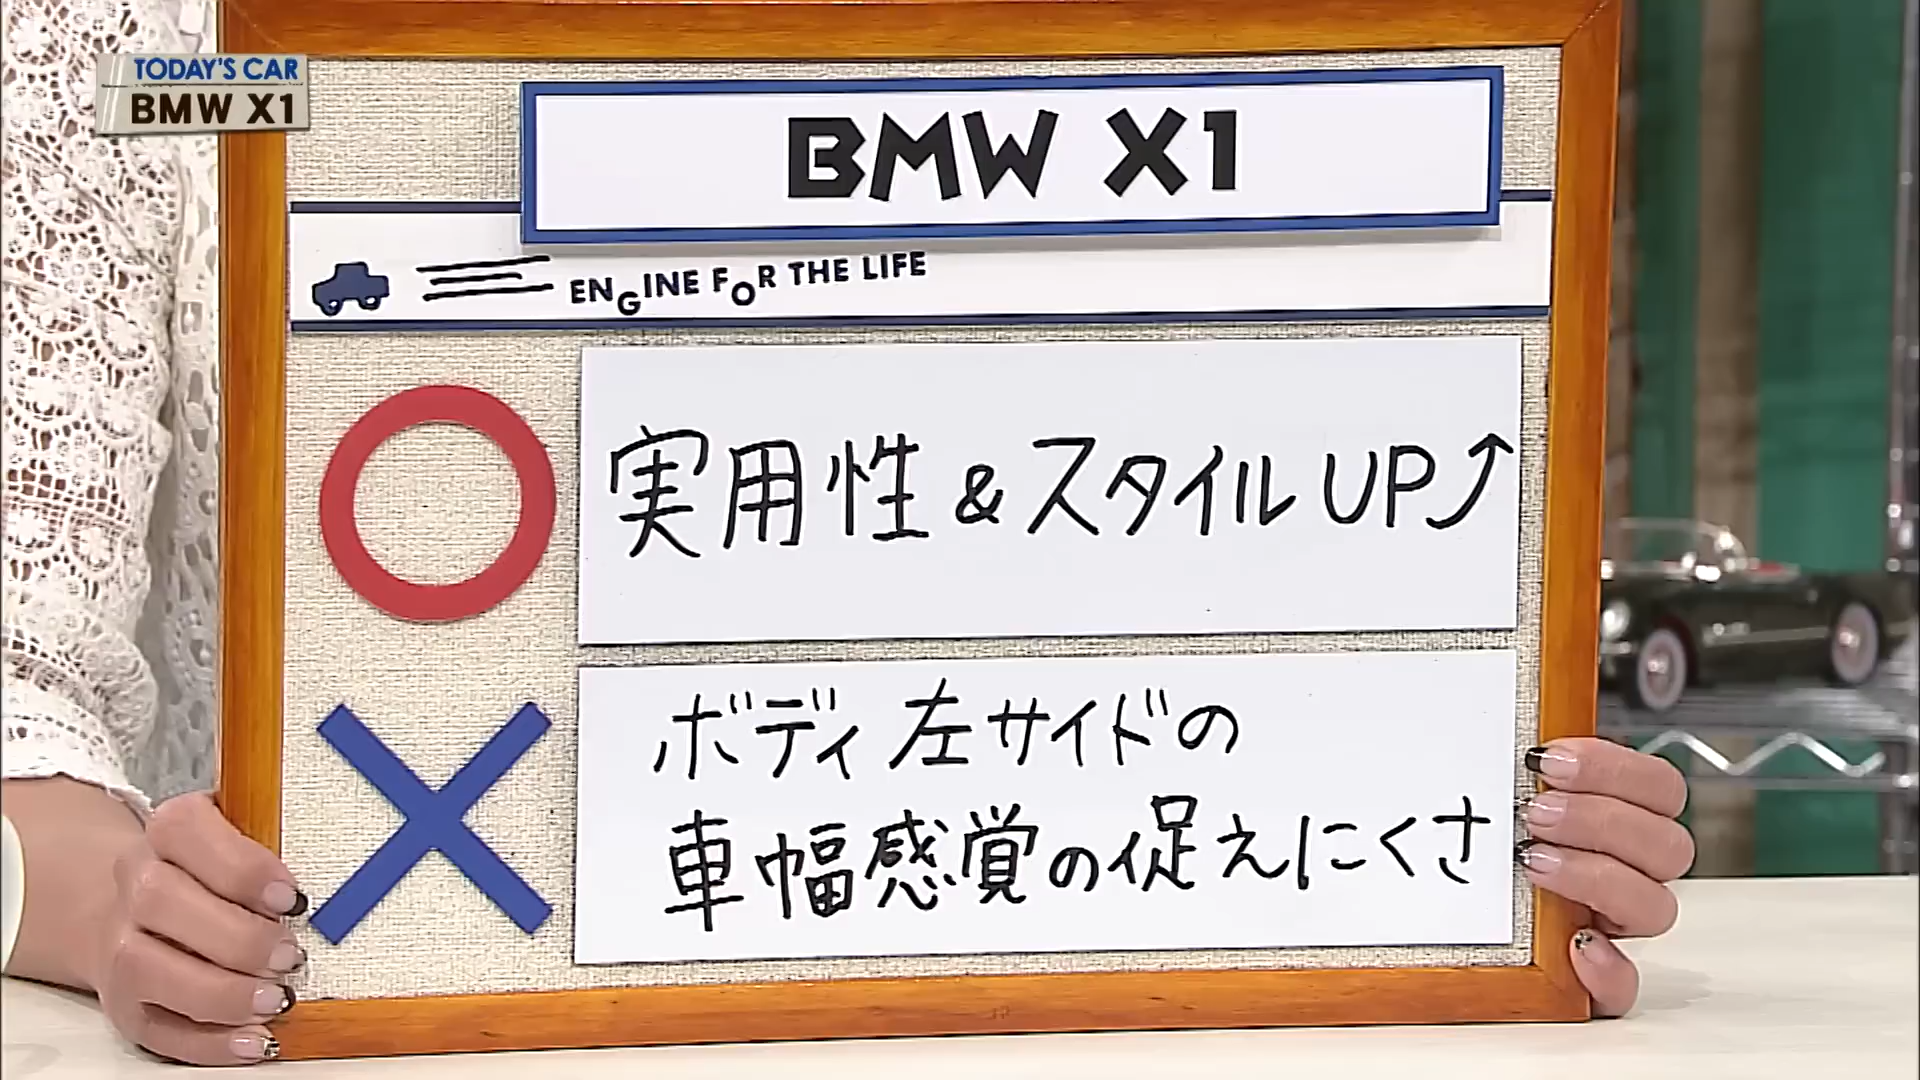 TODAY'S CAR
BMW X1
BMW X1
ENGINE FOR THE LIFE
実用性&スタイルUP⤴
ボディ左サイドの
車幅感覚の促えにくさ